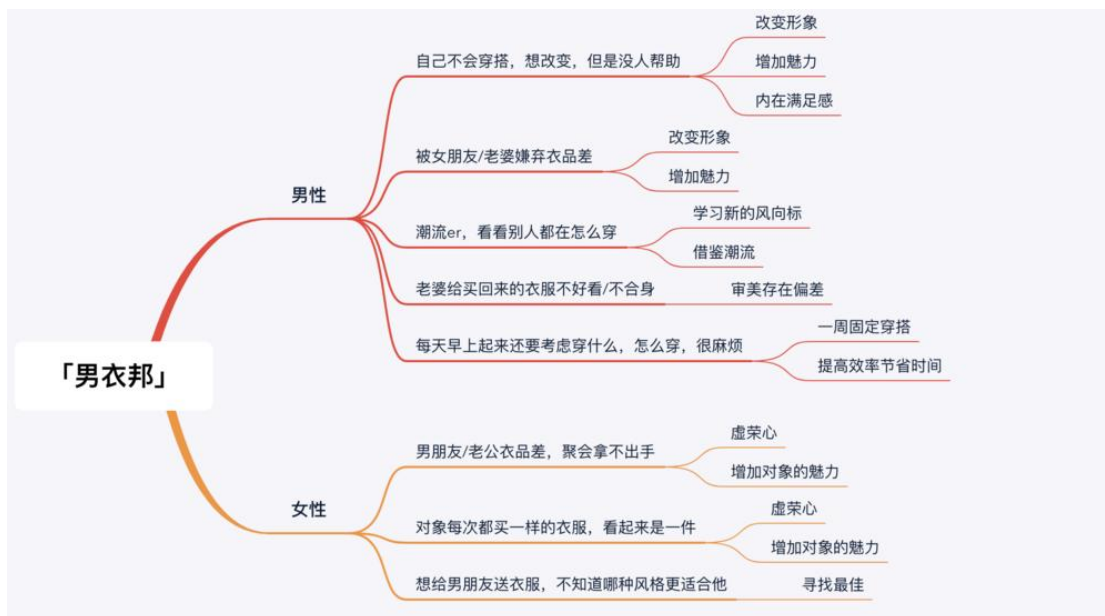 「男衣邦」
男性
自己不会穿搭，想改变，但是没人帮助
改变形象
增加魅力
内在满足感
被女朋友/老婆嫌弃衣品差
改变形象
增加魅力
潮流er，看看别人都在怎么穿
学习新的风向标
借鉴潮流
老婆给买回来的衣服不好看/不合身
审美存在偏差
每天早上起来还要考虑穿什么，怎么穿，很麻烦
一周固定穿搭
提高效率节省时间
女性
男朋友/老公衣品差，聚会拿不出手
虚荣心
增加对象的魅力
对象每次都买一样的衣服，看起来是一件
虚荣心
增加对象的魅力
想给男朋友送衣服，不知道哪种风格更适合他
寻找最佳